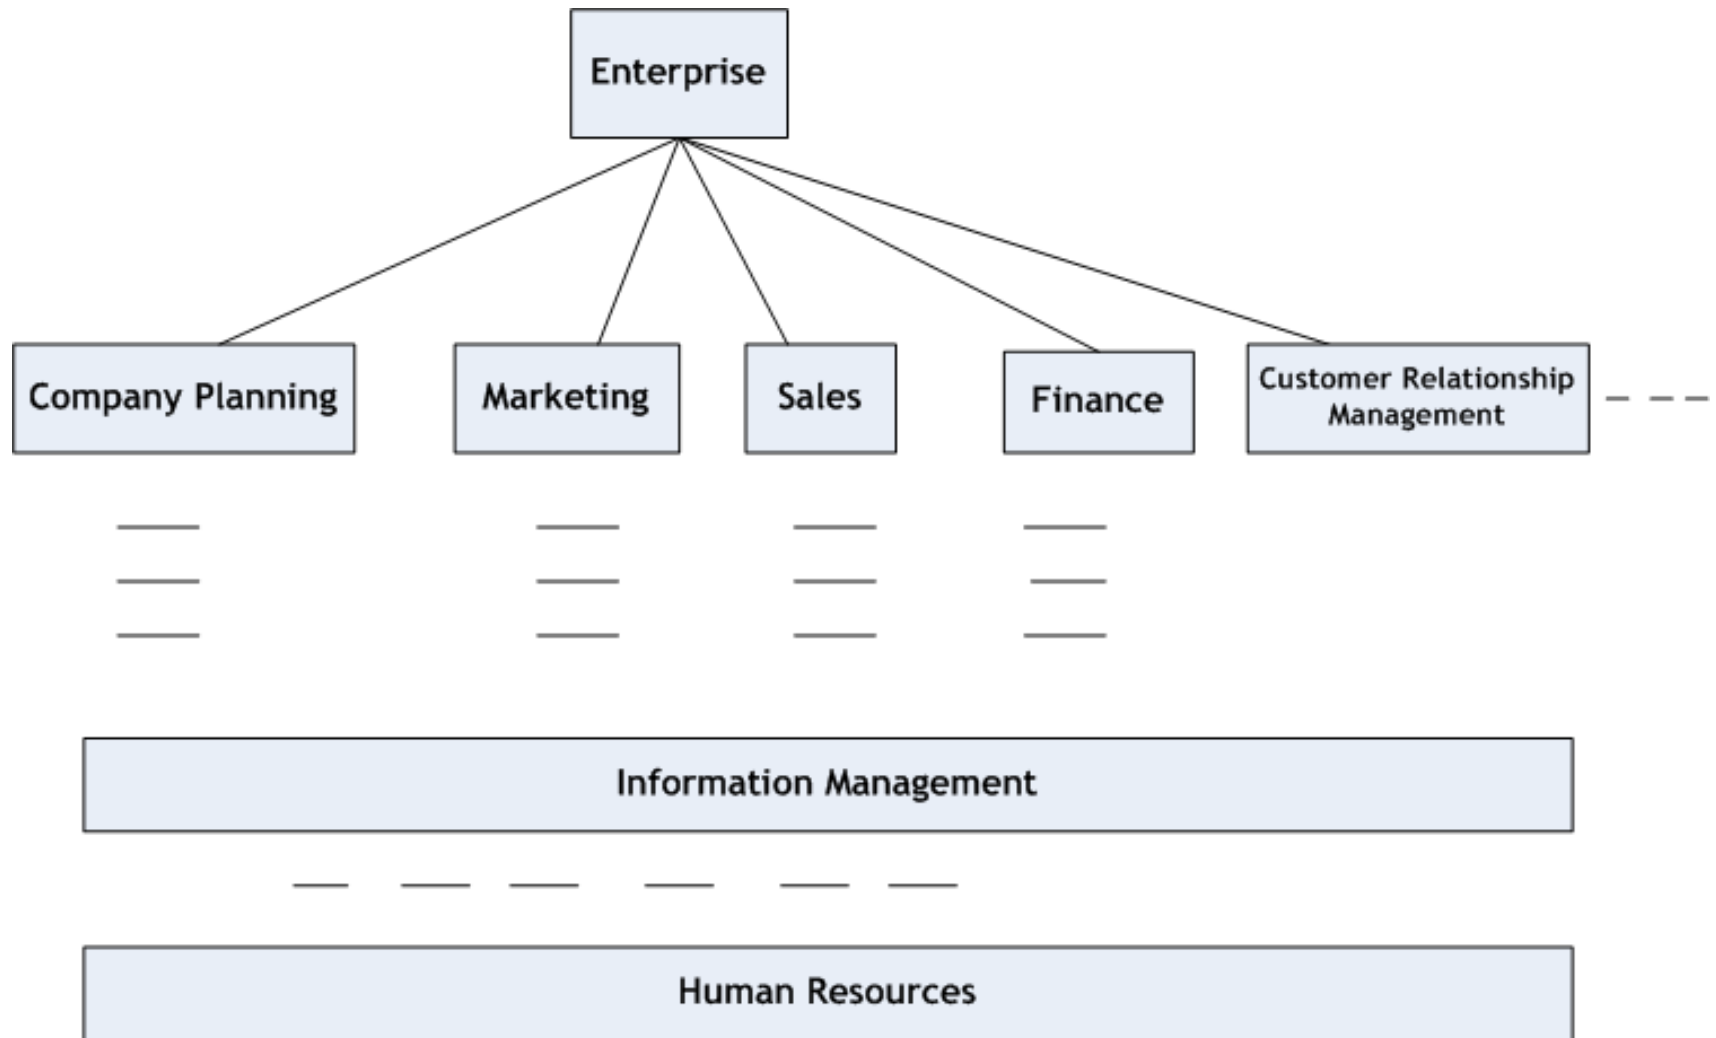 Enterprise
Company Planning
Marketing
Sales
Finance
Customer Relationship
Management
Information Management
Human Resources